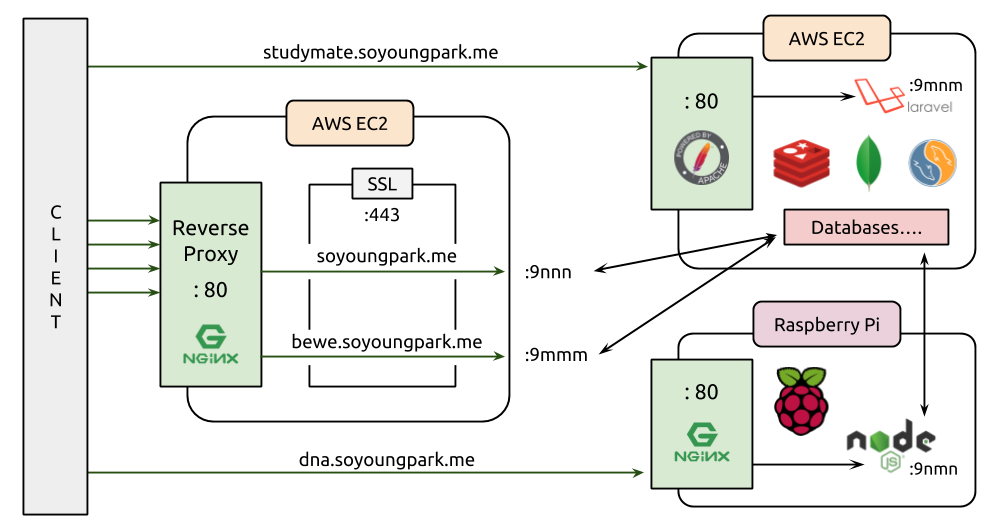 CLIENT
studymate.soyoungpark.me
AWS EC2
: 80
POWERED BY
APACHE
:9mnm
laravel
Databases....
AWS EC2
Reverse
Proxy
: 80
NGiNX
SSL
:443
soyoungpark.me
:9nnn
bewe.soyoungpark.me
:9mmm
Raspberry Pi
: 80
NGiNX
node
JS
:9nmn
dna.soyoungpark.me